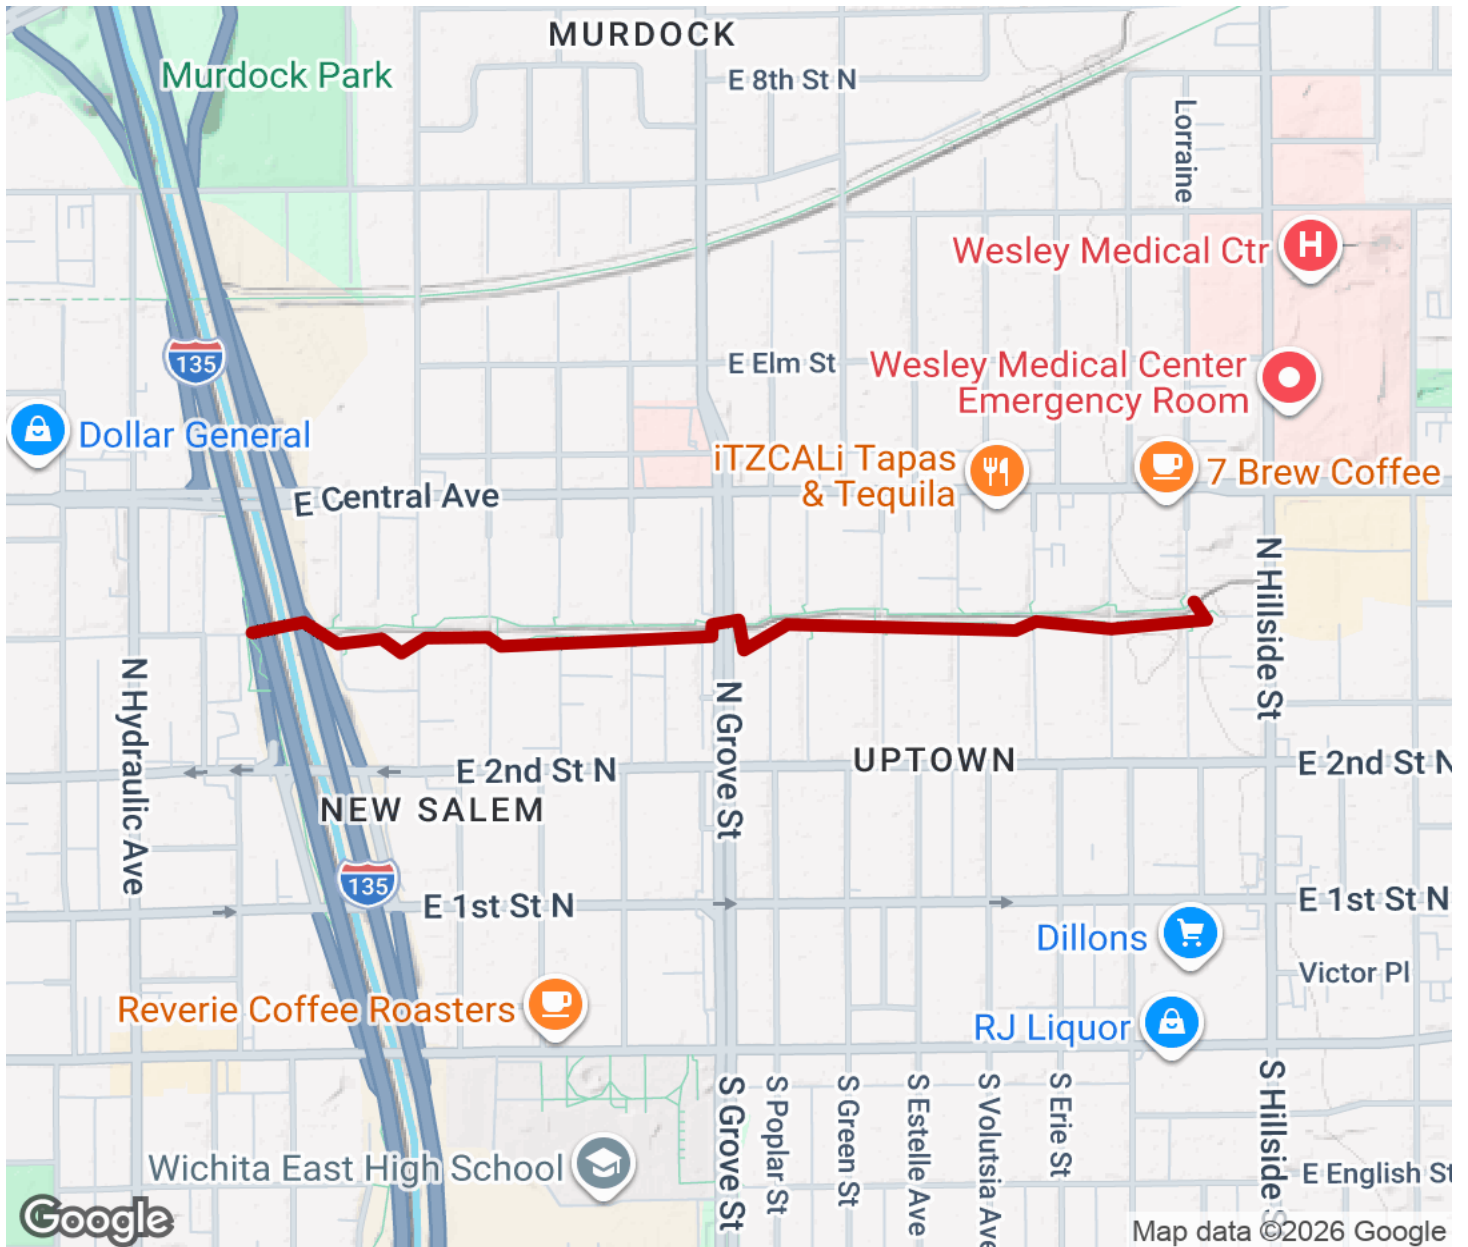 MURDOCK
Murdock Park
E 8th St N
Lorraine
Wesley Medical Ctr
H
135
E Elm St
Wesley Medical Center
Emergency Room
Dollar General
iTZCALi Tapas
& Tequila
7 Brew Coffee
E Central Ave
N Hillside St
N Hydraulic Ave
N Grove St
UPTOWN
E 2nd St N
E 2nd St N
NEW SALEM
135
E 1st St N
E 1st St N
Dillons
Victor Pl
Reverie Coffee Roasters
RJ Liquor
S Grove St
S Poplar St
S Green St
S Estelle Ave
S Volutsia Ave
S Erie St
S Hillside S
Wichita East High School
E English St
Google
Map data ©2026 Google